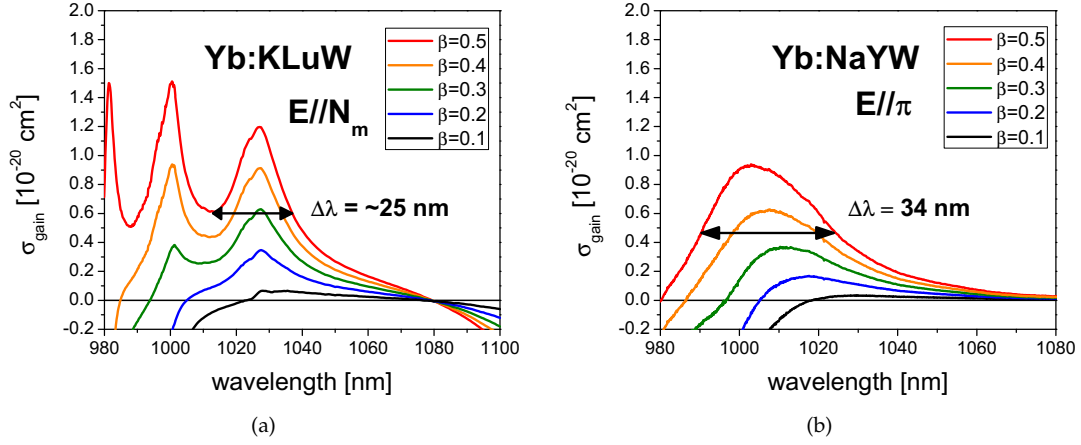 2.0
1.8
1.6
1.4
1.2
1.0
0.8
0.6
0.4
0.2
0.0
-0.2
σgain [10-20 cm2]
Yb:KLuW
E//Nm
β=0.5
β=0.4
β=0.3
β=0.2
β=0.1
Δλ = ~25 nm
980 1000 1020 1040 1060 1080 1100
wavelength [nm]
(a)
2.0
1.8
1.6
1.4
1.2
1.0
0.8
0.6
0.4
0.2
0.0
-0.2
σgain [10-20 cm2]
Yb:NaYW
E//π
β=0.5
β=0.4
β=0.3
β=0.2
β=0.1
Δλ = 34 nm
980 1000 1020 1040 1060 1080
wavelength [nm]
(b)